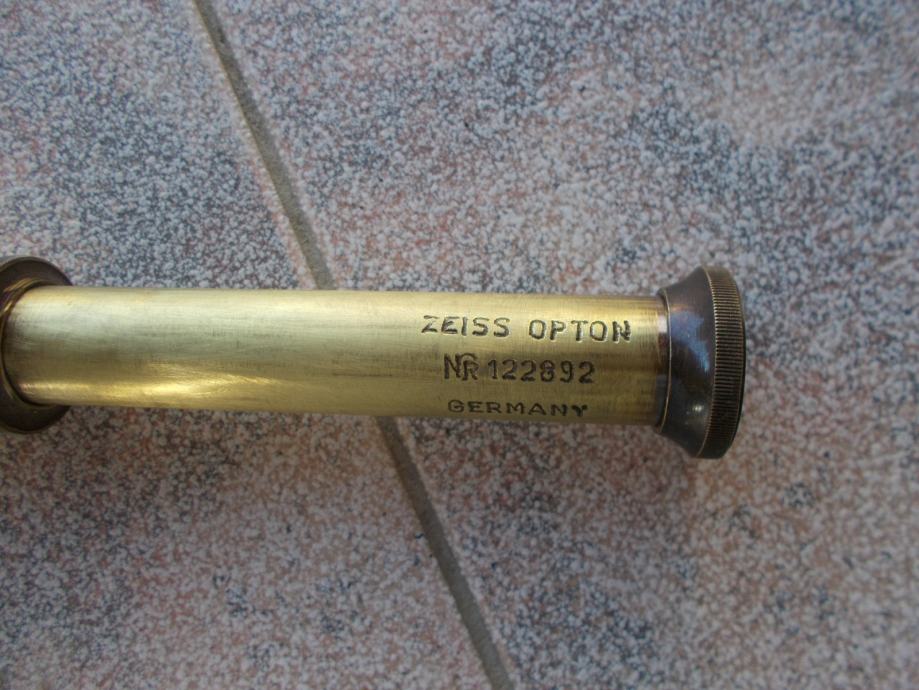 ZEISS OPTON
NR 122892
GERMANY